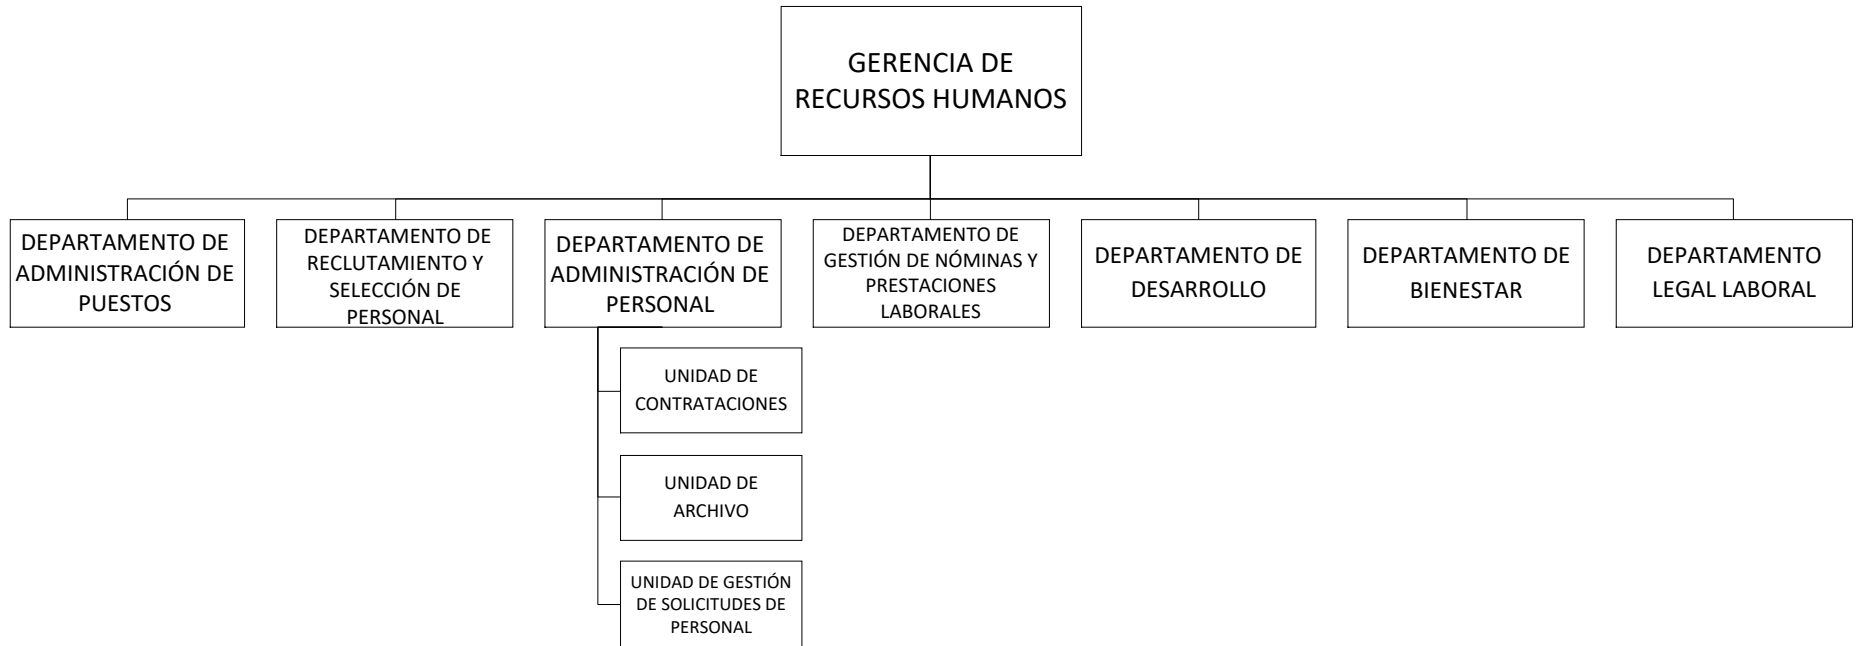 GERENCIA DE
RECURSOS HUMANOS
DEPARTAMENTO DE
ADMINISTRACIÓN DE
PUESTOS
DEPARTAMENTO DE
RECLUTAMIENTO Y
SELECCIÓN DE
PERSONAL
DEPARTAMENTO DE
ADMINISTRACIÓN DE
PERSONAL
DEPARTAMENTO DE
GESTIÓN DE NÓMINAS Y
PRESTACIONES
LABORALES
DEPARTAMENTO DE
DESARROLLO
DEPARTAMENTO DE
BIENESTAR
DEPARTAMENTO
LEGAL LABORAL
UNIDAD DE
CONTRATACIONES
UNIDAD DE
ARCHIVO
UNIDAD DE GESTIÓN
DE SOLICITUDES DE
PERSONAL